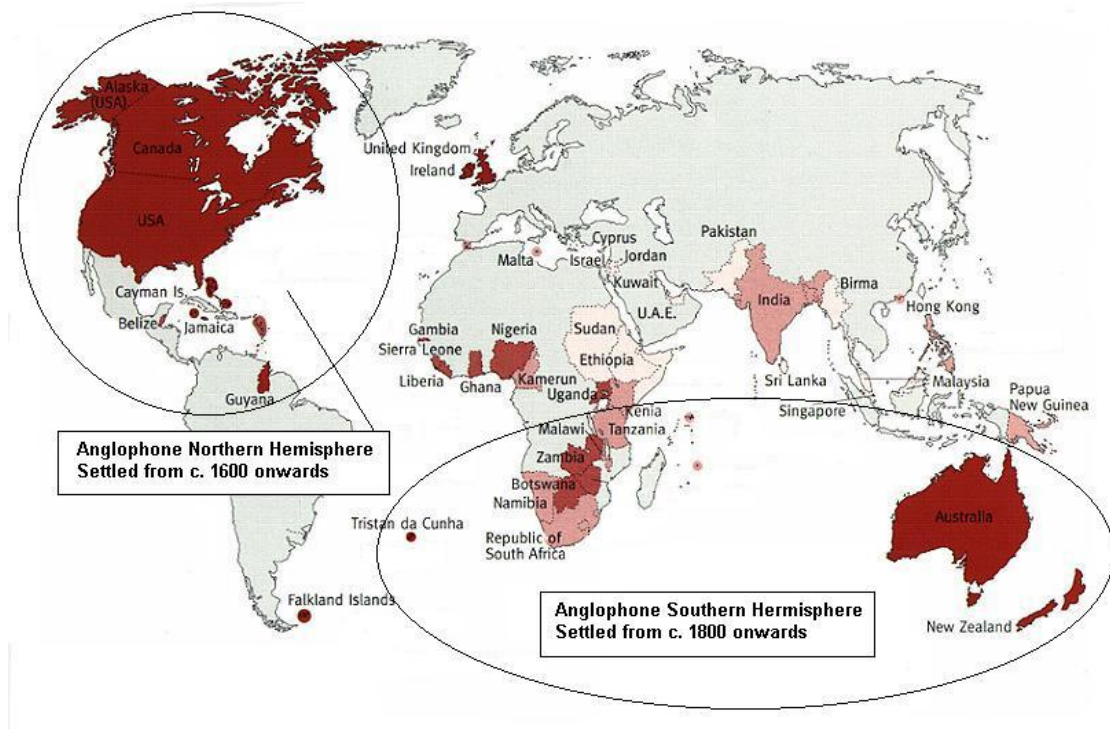 Alaska
(USA)
Canada
USA
United Kingdom
Ireland
Cayman Is.
Belize
Jamaica
Guyana
Malta
Cyprus
Israel
Jordan
Kuwait
U.A.E.
Pakistan
India
Birma
Hong Kong
Gambia
Sierra Leone
Liberia
Ghana
Nigeria
Kamerun
Sudan
Ethiopia
Uganda
Kenia
Tanzania
Malawi
Zambia
Botswana
Namibia
Republic of
South Africa
Sri Lanka
Singapore
Malaysia
Papua
New Guinea
Australia
New Zealand
Tristan da Cunha
Falkland Islands
Anglophone Northern Hemisphere
Settled from c. 1600 onwards
Anglophone Southern Hermisphere
Settled from c. 1800 onwards